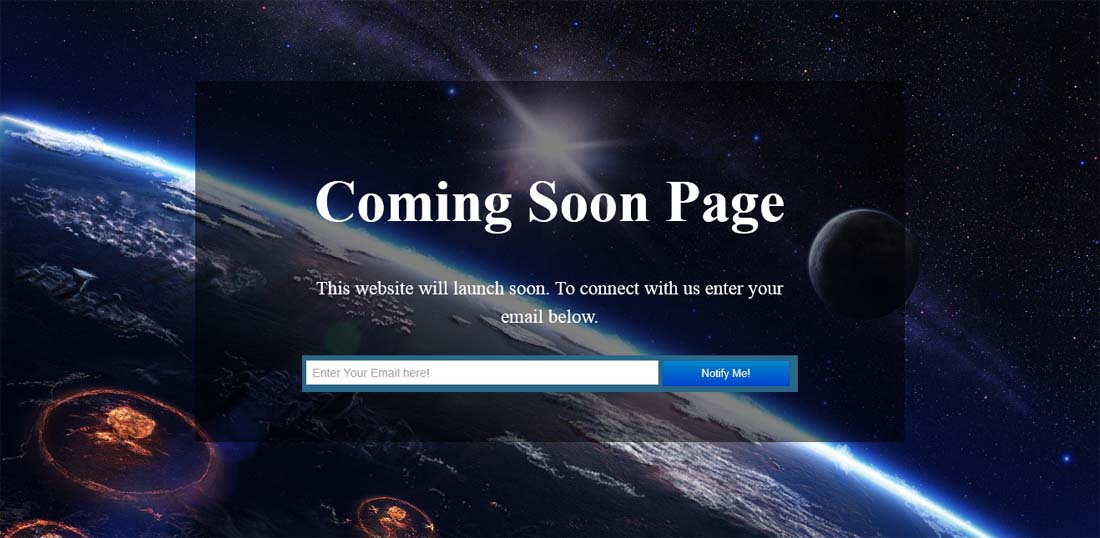 Coming Soon Page
This website will launch soon. To connect with us enter your
email below.
Enter Your Email here!
Notify Me!